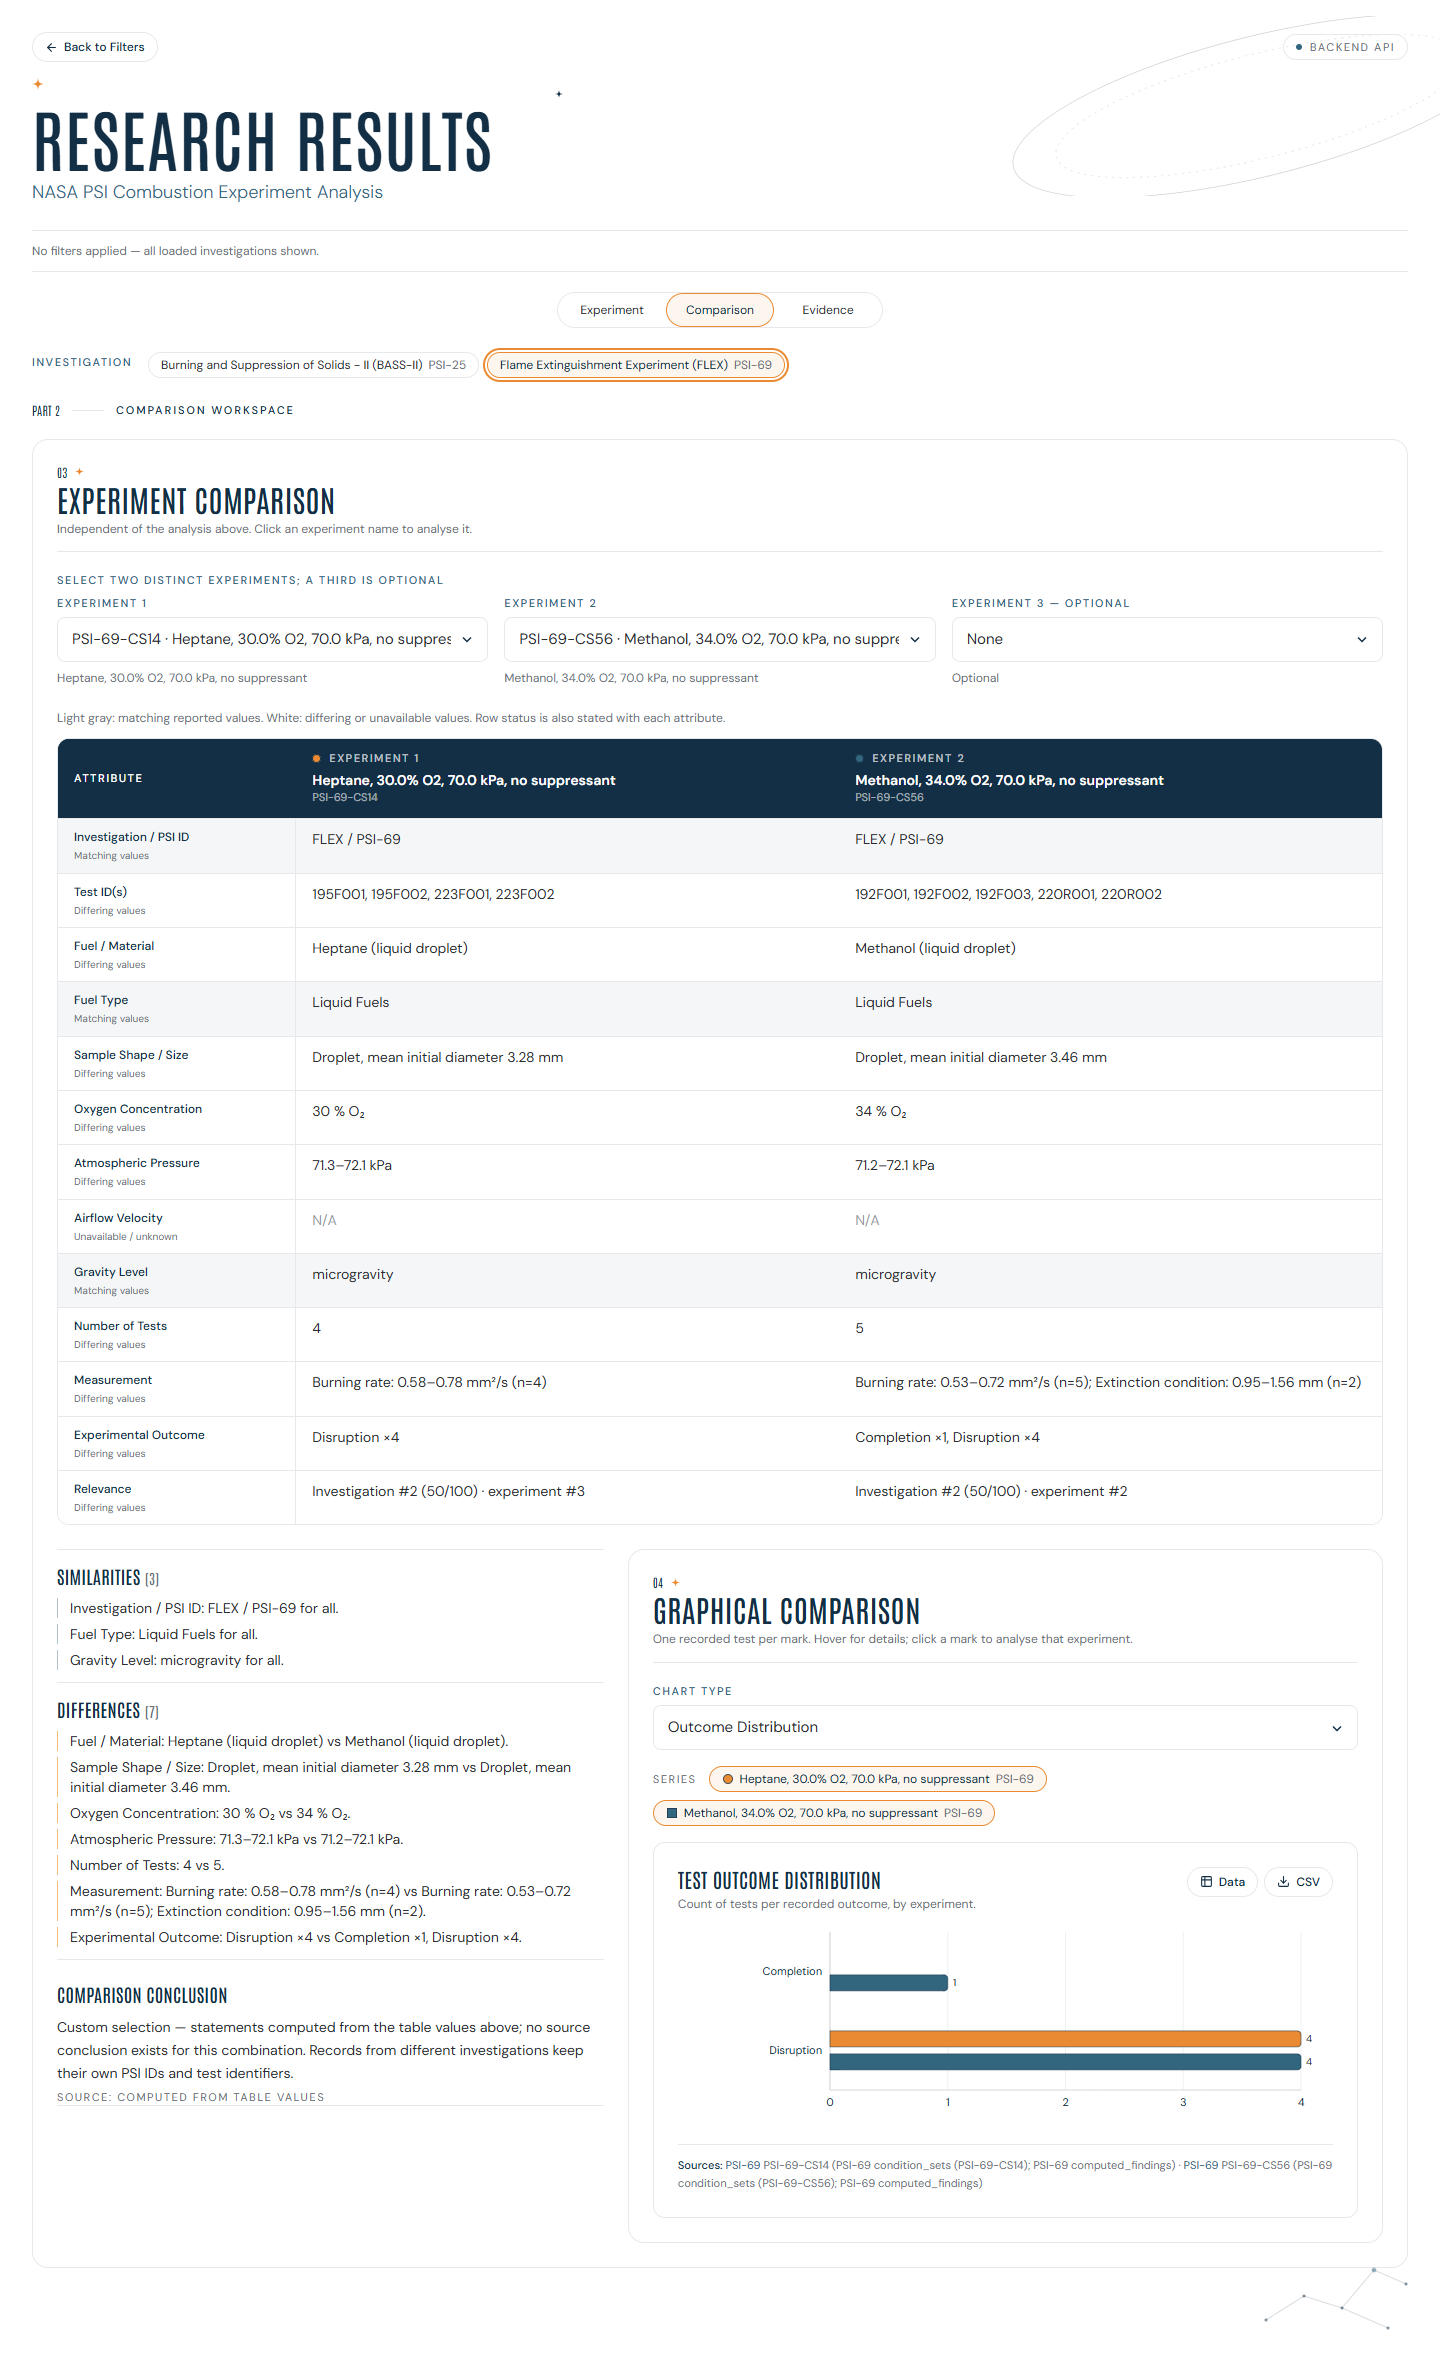 Back to Filters
BACKEND API
RESEARCH RESULTS
NASA PSI Combustion Experiment Analysis
No filters applied — all loaded investigations shown.
Experiment Comparison Evidence
INVESTIGATION Burning and Suppression of Solids - II (BASS-II) PSI-25 Flame Extinguishment Experiment (FLEX) PSI-69
PART 2 COMPARISON WORKSPACE
03
EXPERIMENT COMPARISON
Independent of the analysis above. Click an experiment name to analyse it.
SELECT TWO DISTINCT EXPERIMENTS; A THIRD IS OPTIONAL
EXPERIMENT 1 EXPERIMENT 2 EXPERIMENT 3 — OPTIONAL
PSI-69-CS14 · Heptane, 30.0% O2, 70.0 kPa, no suppres PSI-69-CS56 · Methanol, 34.0% O2, 70.0 kPa, no suppre None
Heptane, 30.0% O2, 70.0 kPa, no suppressant Methanol, 34.0% O2, 70.0 kPa, no suppressant Optional
Light gray: matching reported values. White: differing or unavailable values. Row status is also stated with each attribute.
ATTRIBUTE
EXPERIMENT 1
Heptane, 30.0% O2, 70.0 kPa, no suppressant
PSI-69-CS14
EXPERIMENT 2
Methanol, 34.0% O2, 70.0 kPa, no suppressant
PSI-69-CS56
Investigation / PSI ID FLEX / PSI-69 FLEX / PSI-69
Matching values
Test ID(s) 195F001, 195F002, 223F001, 223F002 192F001, 192F002, 192F003, 220R001, 220R002
Differing values
Fuel / Material Heptane (liquid droplet) Methanol (liquid droplet)
Differing values
Fuel Type Liquid Fuels Liquid Fuels
Matching values
Sample Shape / Size Droplet, mean initial diameter 3.28 mm Droplet, mean initial diameter 3.46 mm
Differing values
Oxygen Concentration 30 % O₂ 34 % O₂
Differing values
Atmospheric Pressure 71.3–72.1 kPa 71.2–72.1 kPa
Differing values
Airflow Velocity N/A N/A
Unavailable / unknown
Gravity Level microgravity microgravity
Matching values
Number of Tests 4 5
Differing values
Measurement Burning rate: 0.58–0.78 mm²/s (n=4) Burning rate: 0.53–0.72 mm²/s (n=5); Extinction condition: 0.95–1.56 mm (n=2)
Differing values
Experimental Outcome Disruption ×4 Completion ×1, Disruption ×4
Differing values
Relevance Investigation #2 (50/100) · experiment #3 Investigation #2 (50/100) · experiment #2
Differing values
SIMILARITIES (3)
Investigation / PSI ID: FLEX / PSI-69 for all.
Fuel Type: Liquid Fuels for all.
Gravity Level: microgravity for all.
DIFFERENCES (7)
Fuel / Material: Heptane (liquid droplet) vs Methanol (liquid droplet).
Sample Shape / Size: Droplet, mean initial diameter 3.28 mm vs Droplet, mean
initial diameter 3.46 mm.
Oxygen Concentration: 30 % O₂ vs 34 % O₂.
Atmospheric Pressure: 71.3–72.1 kPa vs 71.2–72.1 kPa.
Number of Tests: 4 vs 5.
Measurement: Burning rate: 0.58–0.78 mm²/s (n=4) vs Burning rate: 0.53–0.72
mm²/s (n=5); Extinction condition: 0.95–1.56 mm (n=2).
Experimental Outcome: Disruption ×4 vs Completion ×1, Disruption ×4.
COMPARISON CONCLUSION
Custom selection — statements computed from the table values above; no source
conclusion exists for this combination. Records from different investigations keep
their own PSI IDs and test identifiers.
SOURCE: COMPUTED FROM TABLE VALUES
04
GRAPHICAL COMPARISON
One recorded test per mark. Hover for details; click a mark to analyse that experiment.
CHART TYPE
Outcome Distribution
SERIES Heptane, 30.0% O2, 70.0 kPa, no suppressant PSI-69
Methanol, 34.0% O2, 70.0 kPa, no suppressant PSI-69
TEST OUTCOME DISTRIBUTION Data CSV
Count of tests per recorded outcome, by experiment.
Completion 1
Disruption 4
4
0 1 2 3 4
Sources: PSI-69 PSI-69-CS14 (PSI-69 condition_sets (PSI-69-CS14); PSI-69 computed_findings) · PSI-69 PSI-69-CS56 (PSI-69
condition_sets (PSI-69-CS56); PSI-69 computed_findings)